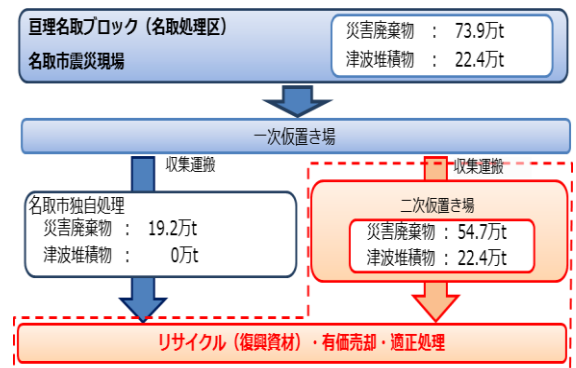 亘理名取ブロック（名取処理区）
名取市震災現場
災害廃棄物 ： 73.9万t
津波堆積物 ： 22.4万t
一次仮置き場
収集運搬
収集運搬
名取市独自処理
災害廃棄物 ： 19.2万t
津波堆積物 ： 0万t
二次仮置き場
災害廃棄物 ： 54.7万t
津波堆積物 ： 22.4万t
リサイクル（復興資材）・有価売却・適正処理